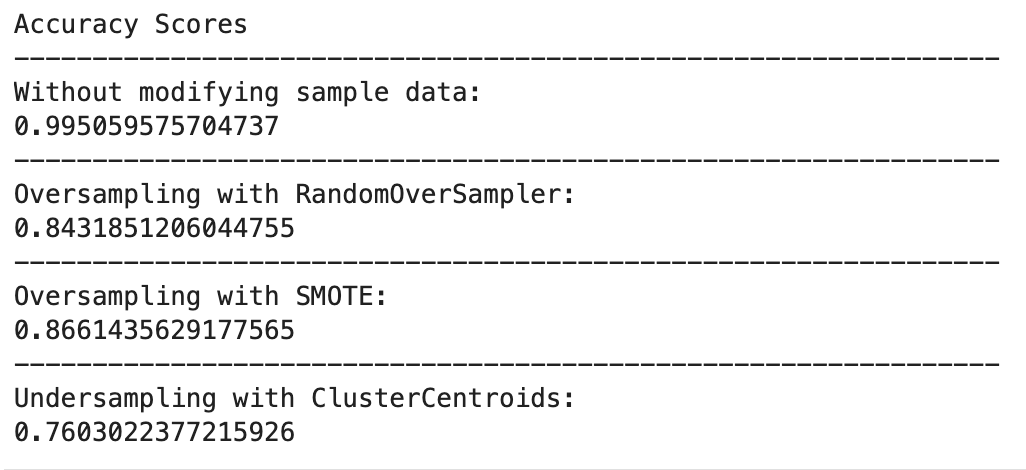 Accuracy Scores
---------------------------------------------------------------
Without modifying sample data:
0.995059575704737
---------------------------------------------------------------
Oversampling with RandomOverSampler:
0.8431851206044755
---------------------------------------------------------------
Oversampling with SMOTE:
0.8661435629177565
---------------------------------------------------------------
Undersampling with ClusterCentroids:
0.7603022377215926